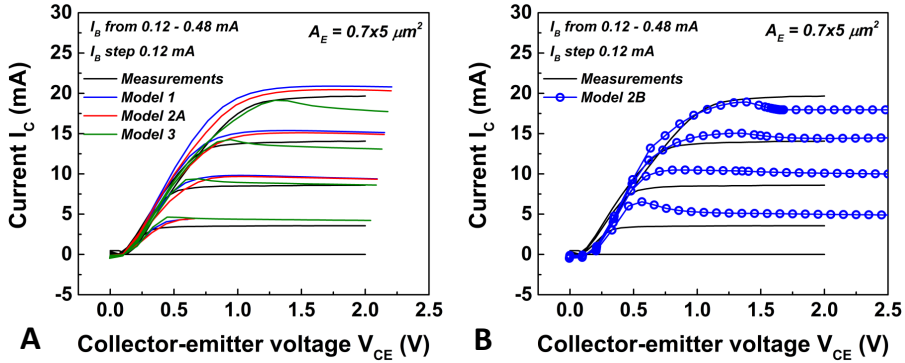 I_B from 0.12 - 0.48 mA
A_E = 0.7x5 μm²
I_B step 0.12 mA
Measurements
Model 1
Model 2A
Model 3
Current I_C (mA)
30
25
20
15
10
5
0
-5
0.0 0.5 1.0 1.5 2.0 2.5
Collector-emitter voltage V_CE (V)
A
I_B from 0.12 - 0.48 mA
A_E = 0.7x5 μm²
I_B step 0.12 mA
Measurements
Model 2B
Current I_C (mA)
30
25
20
15
10
5
0
-5
0.0 0.5 1.0 1.5 2.0 2.5
Collector-emitter voltage V_CE (V)
B